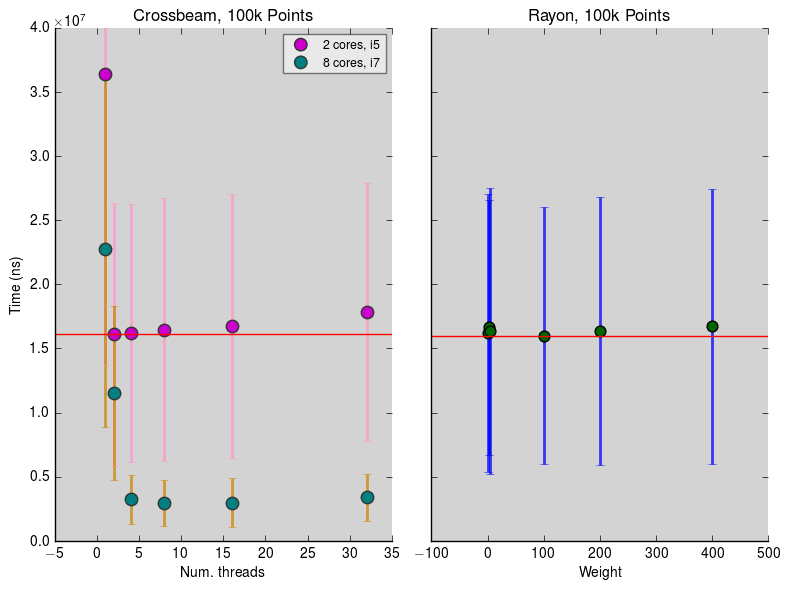 Crossbeam, 100k Points
Rayon, 100k Points
×10⁷
2 cores, i5
8 cores, i7
4.0
3.5
3.0
2.5
2.0
1.5
1.0
0.5
0.0
Time (ns)
−5 0 5 10 15 20 25 30 35
−100 0 100 200 300 400 500
Num. threads
Weight